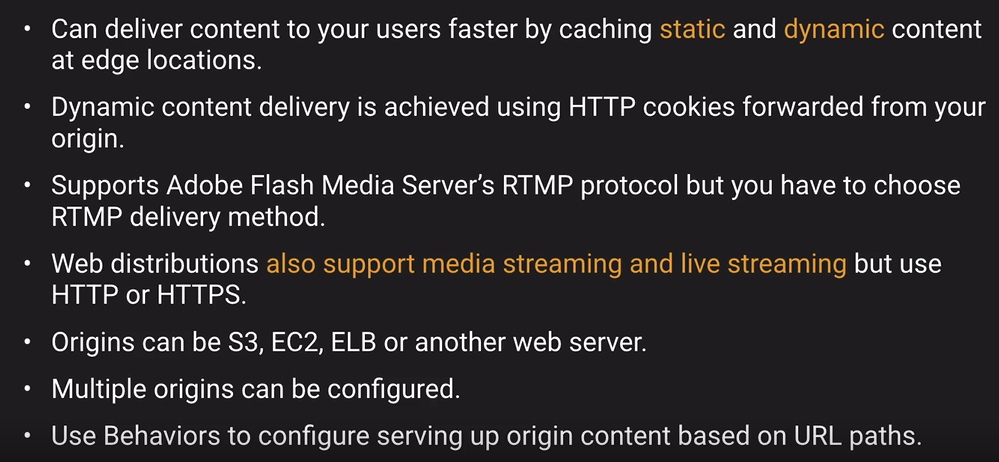 • Can deliver content to your users faster by caching static and dynamic content
at edge locations.
• Dynamic content delivery is achieved using HTTP cookies forwarded from your
origin.
• Supports Adobe Flash Media Server’s RTMP protocol but you have to choose
RTMP delivery method.
• Web distributions also support media streaming and live streaming but use
HTTP or HTTPS.
• Origins can be S3, EC2, ELB or another web server.
• Multiple origins can be configured.
• Use Behaviors to configure serving up origin content based on URL paths.